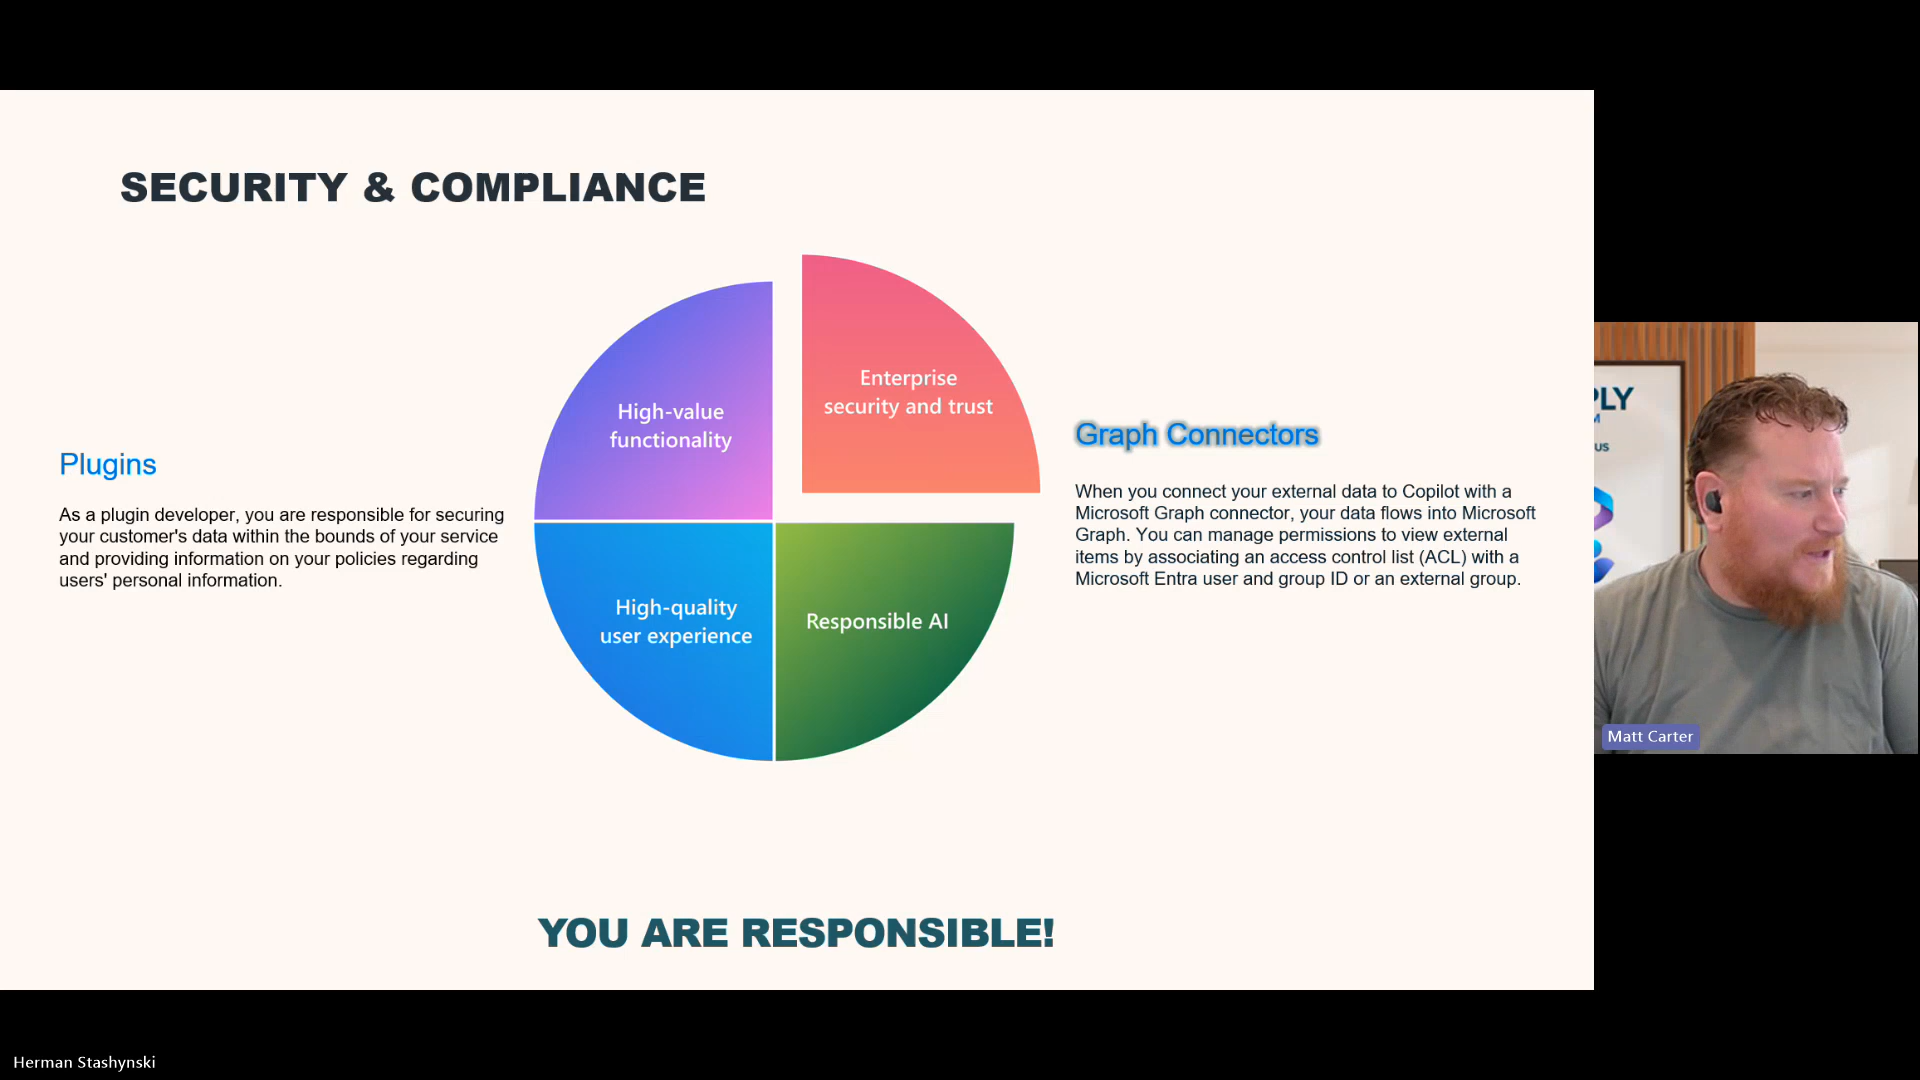 SECURITY & COMPLIANCE
Plugins
As a plugin developer, you are responsible for securing
your customer's data within the bounds of your service
and providing information on your policies regarding
users' personal information.
High-value
functionality
Enterprise
security and trust
High-quality
user experience
Responsible AI
Graph Connectors
When you connect your external data to Copilot with a
Microsoft Graph connector, your data flows into Microsoft
Graph. You can manage permissions to view external
items by associating an access control list (ACL) with a
Microsoft Entra user and group ID or an external group.
YOU ARE RESPONSIBLE!
PLY
US
Matt Carter
Herman Stashynski